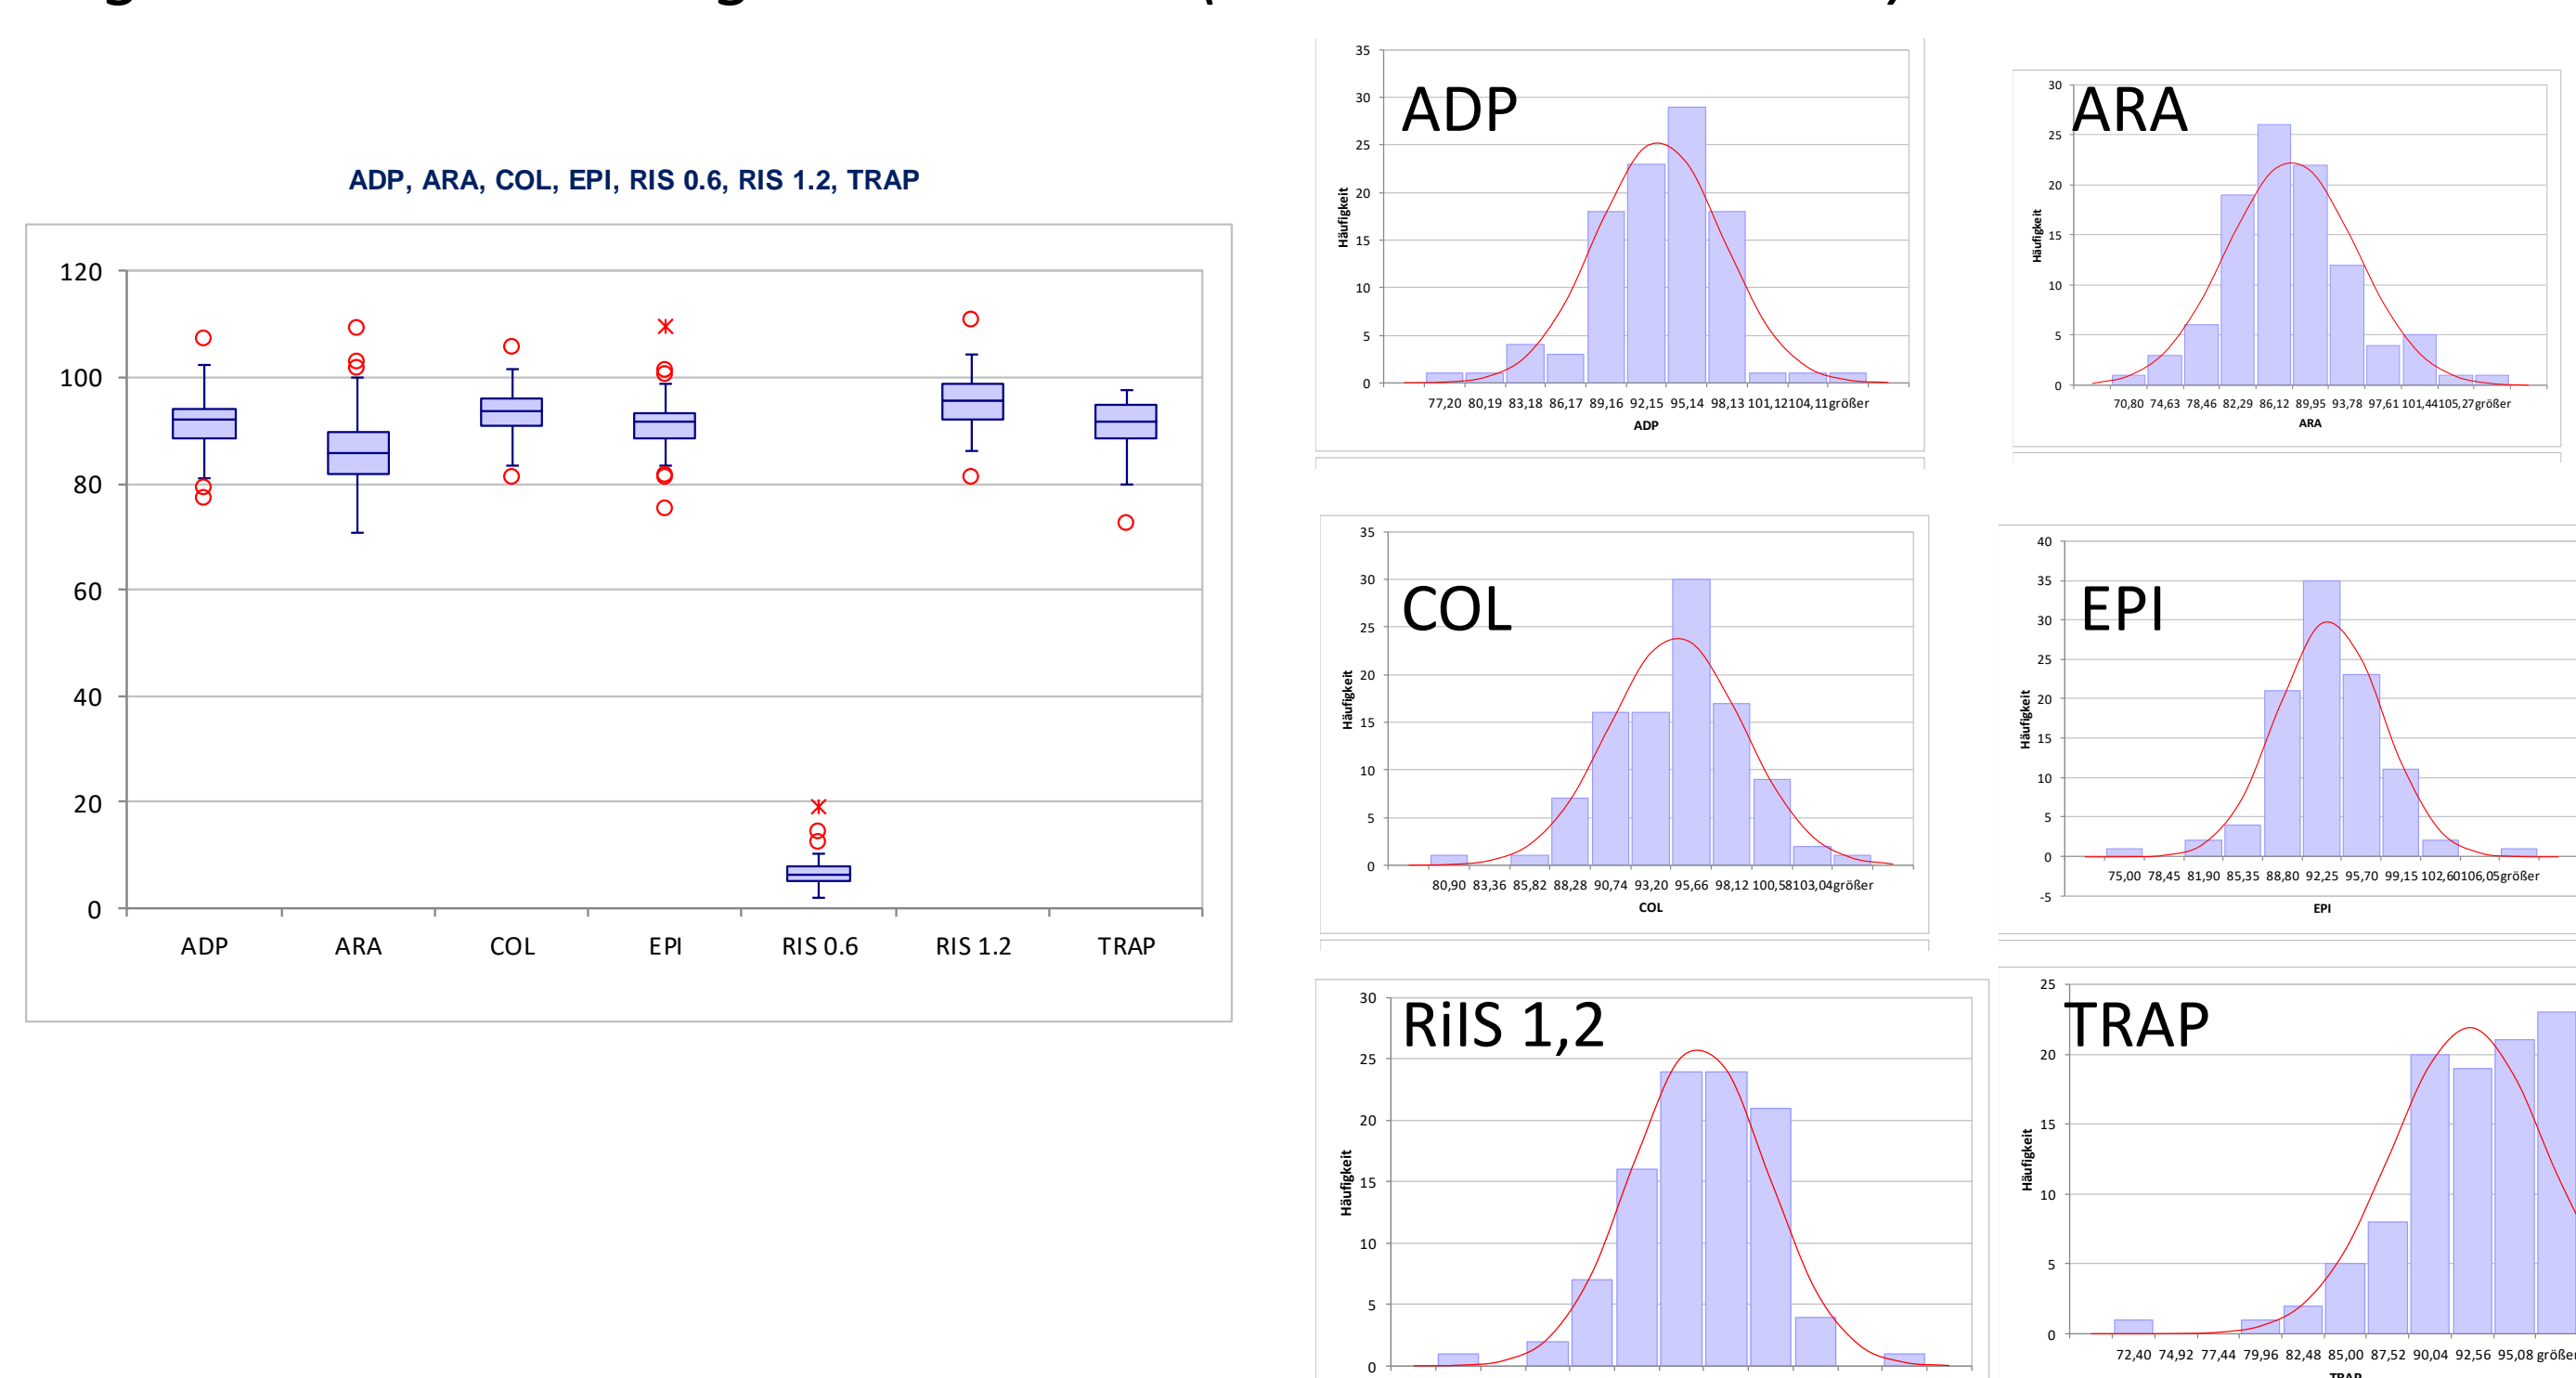 ADP, ARA, COL, EPI, RIS 0.6, RIS 1.2, TRAP
120
100
80
60
40
20
0
ADP ARA COL EPI RIS 0.6 RIS 1.2 TRAP
ADP
35
30
25
20
15
10
5
0
Häufigkeit
77,20 80,19 83,18 86,17 89,16 92,15 95,14 98,13 101,12104,11größer
ADP
ARA
30
25
20
15
10
5
0
Häufigkeit
70,80 74,63 78,46 82,29 86,12 89,95 93,78 97,61 101,44105,27größer
ARA
COL
35
30
25
20
15
10
5
0
Häufigkeit
80,90 83,36 85,82 88,28 90,74 93,20 95,66 98,12 100,58103,04größer
COL
EPI
40
35
30
25
20
15
10
5
0
-5
Häufigkeit
75,00 78,45 81,90 85,35 88,80 92,25 95,70 99,15 102,60106,05größer
EPI
RiIS 1,2
30
25
20
15
10
5
0
Häufigkeit
TRAP
25
20
15
10
5
0
Häufigkeit
72,40 74,92 77,44 79,96 82,48 85,00 87,52 90,04 92,56 95,08 größer
TRAP